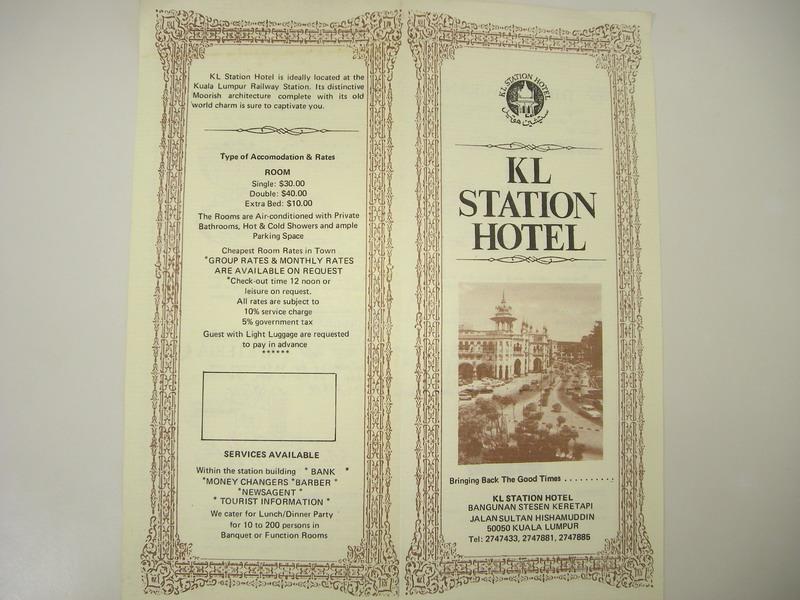 KL Station Hotel is ideally located at the
Kuala Lumpur Railway Station. Its distinctive
Moorish architecture complete with its old
world charm is sure to captivate you.
Type of Accomodation & Rates
ROOM
Single: $30.00
Double: $40.00
Extra Bed: $10.00
The Rooms are Air-conditioned with Private
Bathrooms, Hot & Cold Showers and ample
Parking Space
Cheapest Room Rates in Town
*GROUP RATES & MONTHLY RATES
ARE AVAILABLE ON REQUEST
*Check-out time 12 noon or
leisure on request.
All rates are subject to
10% service charge
5% government tax
Guest with Light Luggage are requested
to pay in advance
******
SERVICES AVAILABLE
Within the station building * BANK *
*MONEY CHANGERS *BARBER *
*NEWSAGENT *
* TOURIST INFORMATION *
We cater for Lunch/Dinner Party
for 10 to 200 persons in
Banquet or Function Rooms
KL STATION HOTEL
KL
STATION
HOTEL
Bringing Back The Good Times ..........
KL STATION HOTEL
BANGUNAN STESEN KERETAPI
JALAN SULTAN HISHAMUDDIN
50050 KUALA LUMPUR
Tel: 2747433, 2747881, 2747885